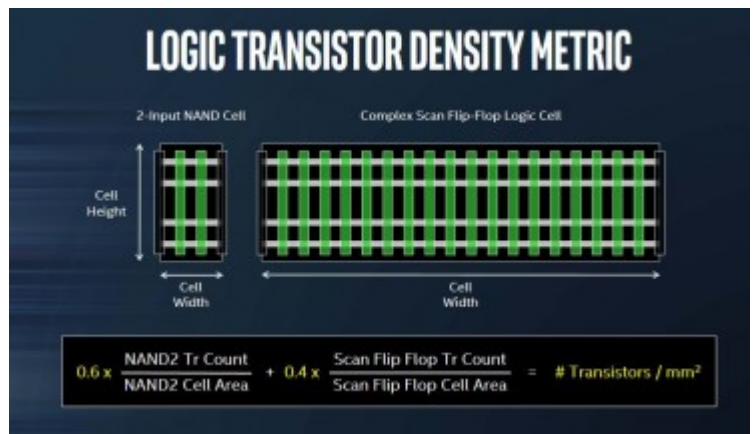 LOGIC TRANSISTOR DENSITY METRIC
2-Input NAND Cell
Complex Scan Flip-Flop Logic Cell
Cell
Height
Cell
Width
Cell
Width
0.6 x NAND2 Tr Count / NAND2 Cell Area + 0.4 x Scan Flip Flop Tr Count / Scan Flip Flop Cell Area = # Transistors / mm²